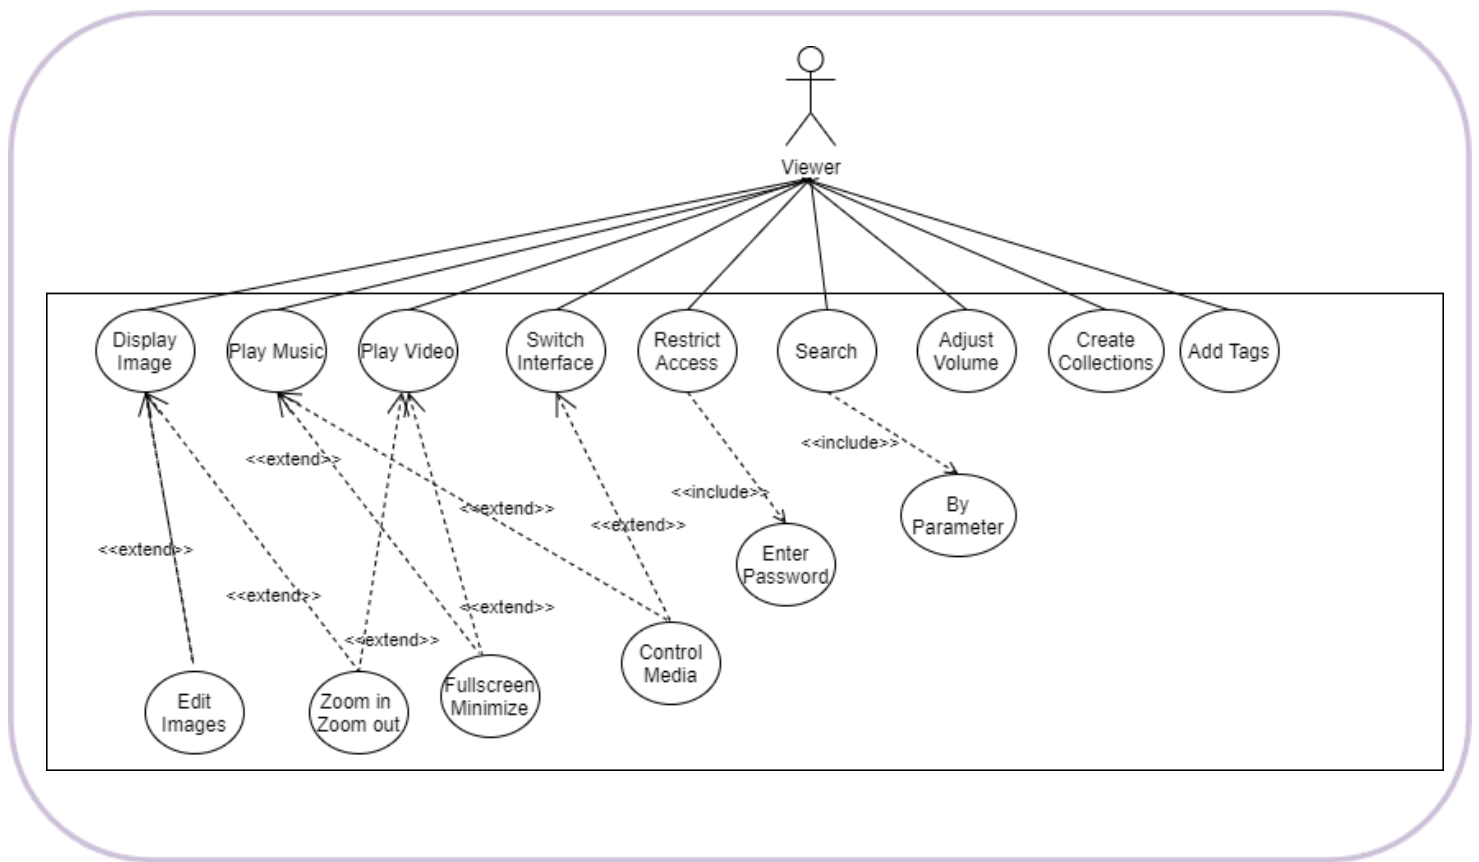 Viewer
Display
Image
Play Music
Play Video
Switch
Interface
Restrict
Access
Search
Adjust
Volume
Create
Collections
Add Tags
<<include>>
<<extend>>
<<include>>
<<extend>>
<<extend>>
<<extend>>
<<extend>>
<<extend>>
<<extend>>
By
Parameter
Enter
Password
Control
Media
Fullscreen
Minimize
Edit
Images
Zoom in
Zoom out